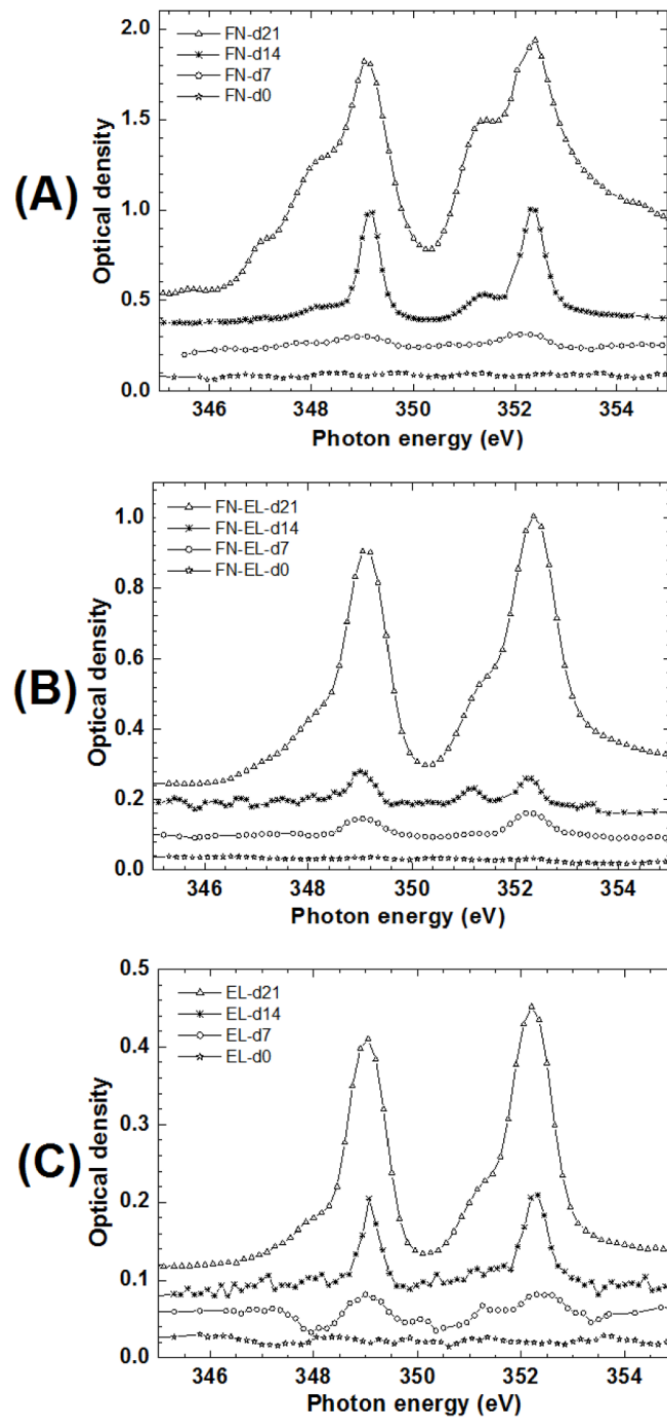 (A)
Optical density
2.0
1.5
1.0
0.5
0.0
FN-d21
FN-d14
FN-d7
FN-d0
346 348 350 352 354
Photon energy (eV)
(B)
Optical density
1.0
0.8
0.6
0.4
0.2
0.0
FN-EL-d21
FN-EL-d14
FN-EL-d7
FN-EL-d0
346 348 350 352 354
Photon energy (eV)
(C)
Optical density
0.5
0.4
0.3
0.2
0.1
0.0
EL-d21
EL-d14
EL-d7
EL-d0
346 348 350 352 354
Photon energy (eV)